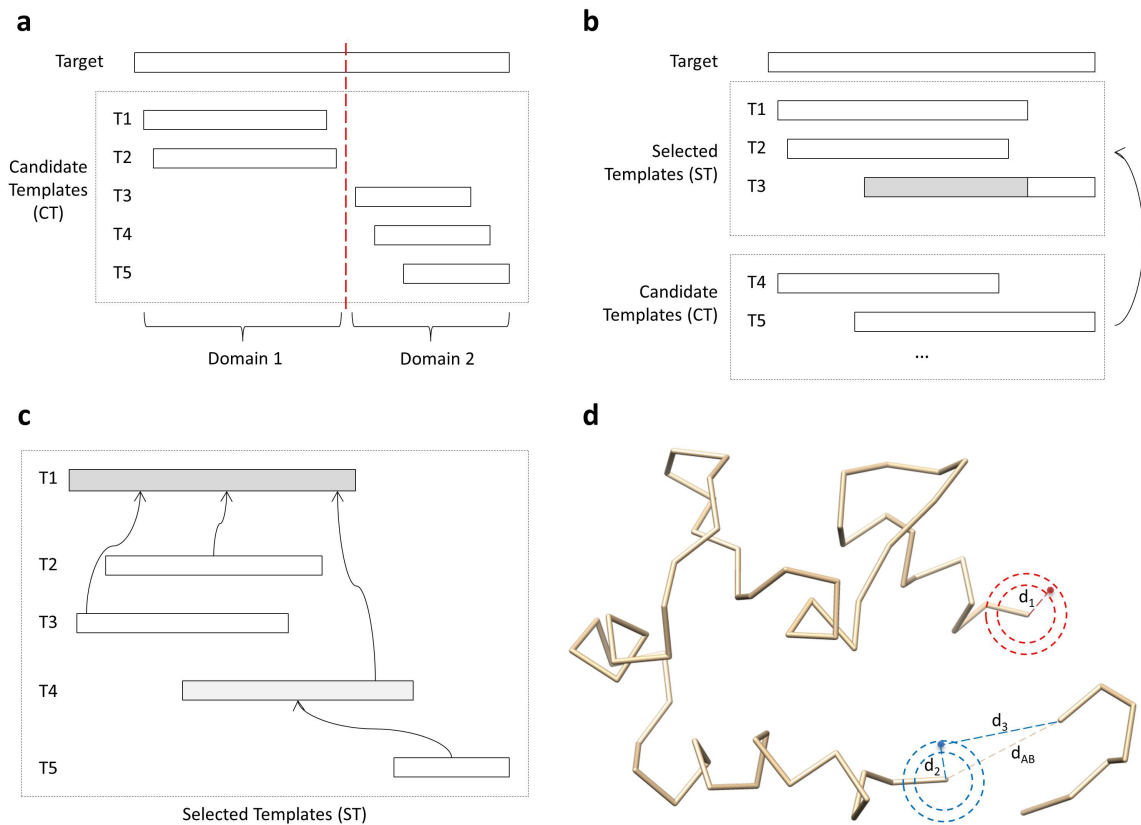 a
Target
Candidate
Templates
(CT)
T1
T2
T3
T4
T5
Domain 1
Domain 2
b
Target
Selected
Templates (ST)
T1
T2
T3
Candidate
Templates (CT)
T4
T5
...
c
T1
T2
T3
T4
T5
Selected Templates (ST)
d
d1
d3
dAB
d2